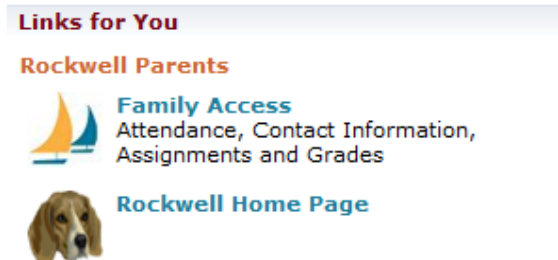 Links for You
Rockwell Parents
Family Access
Attendance, Contact Information,
Assignments and Grades
Rockwell Home Page